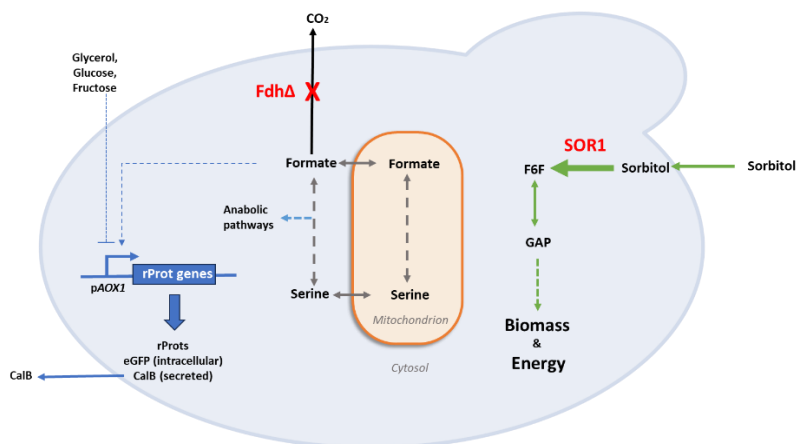 CO₂
Glycerol,
Glucose,
Fructose
FdhΔ
X
SOR1
Formate
Formate
F6F
Sorbitol
Sorbitol
Anabolic
pathways
GAP
rProt genes
pAOX1
Serine
Serine
Mitochondrion
Biomass
&
Energy
rProts
eGFP (intracellular)
CalB (secreted)
CalB
Cytosol